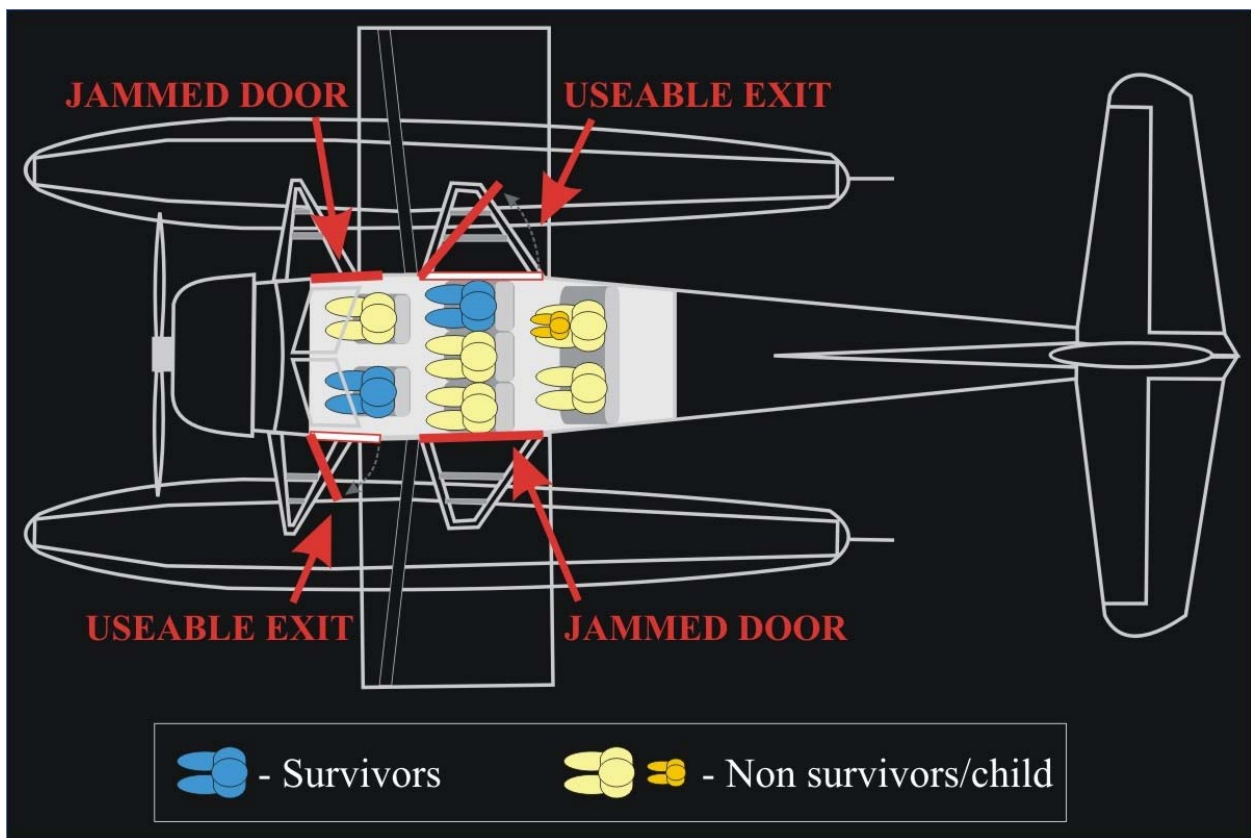 JAMMED DOOR
USEABLE EXIT
USEABLE EXIT
JAMMED DOOR
- Survivors
- Non survivors/child